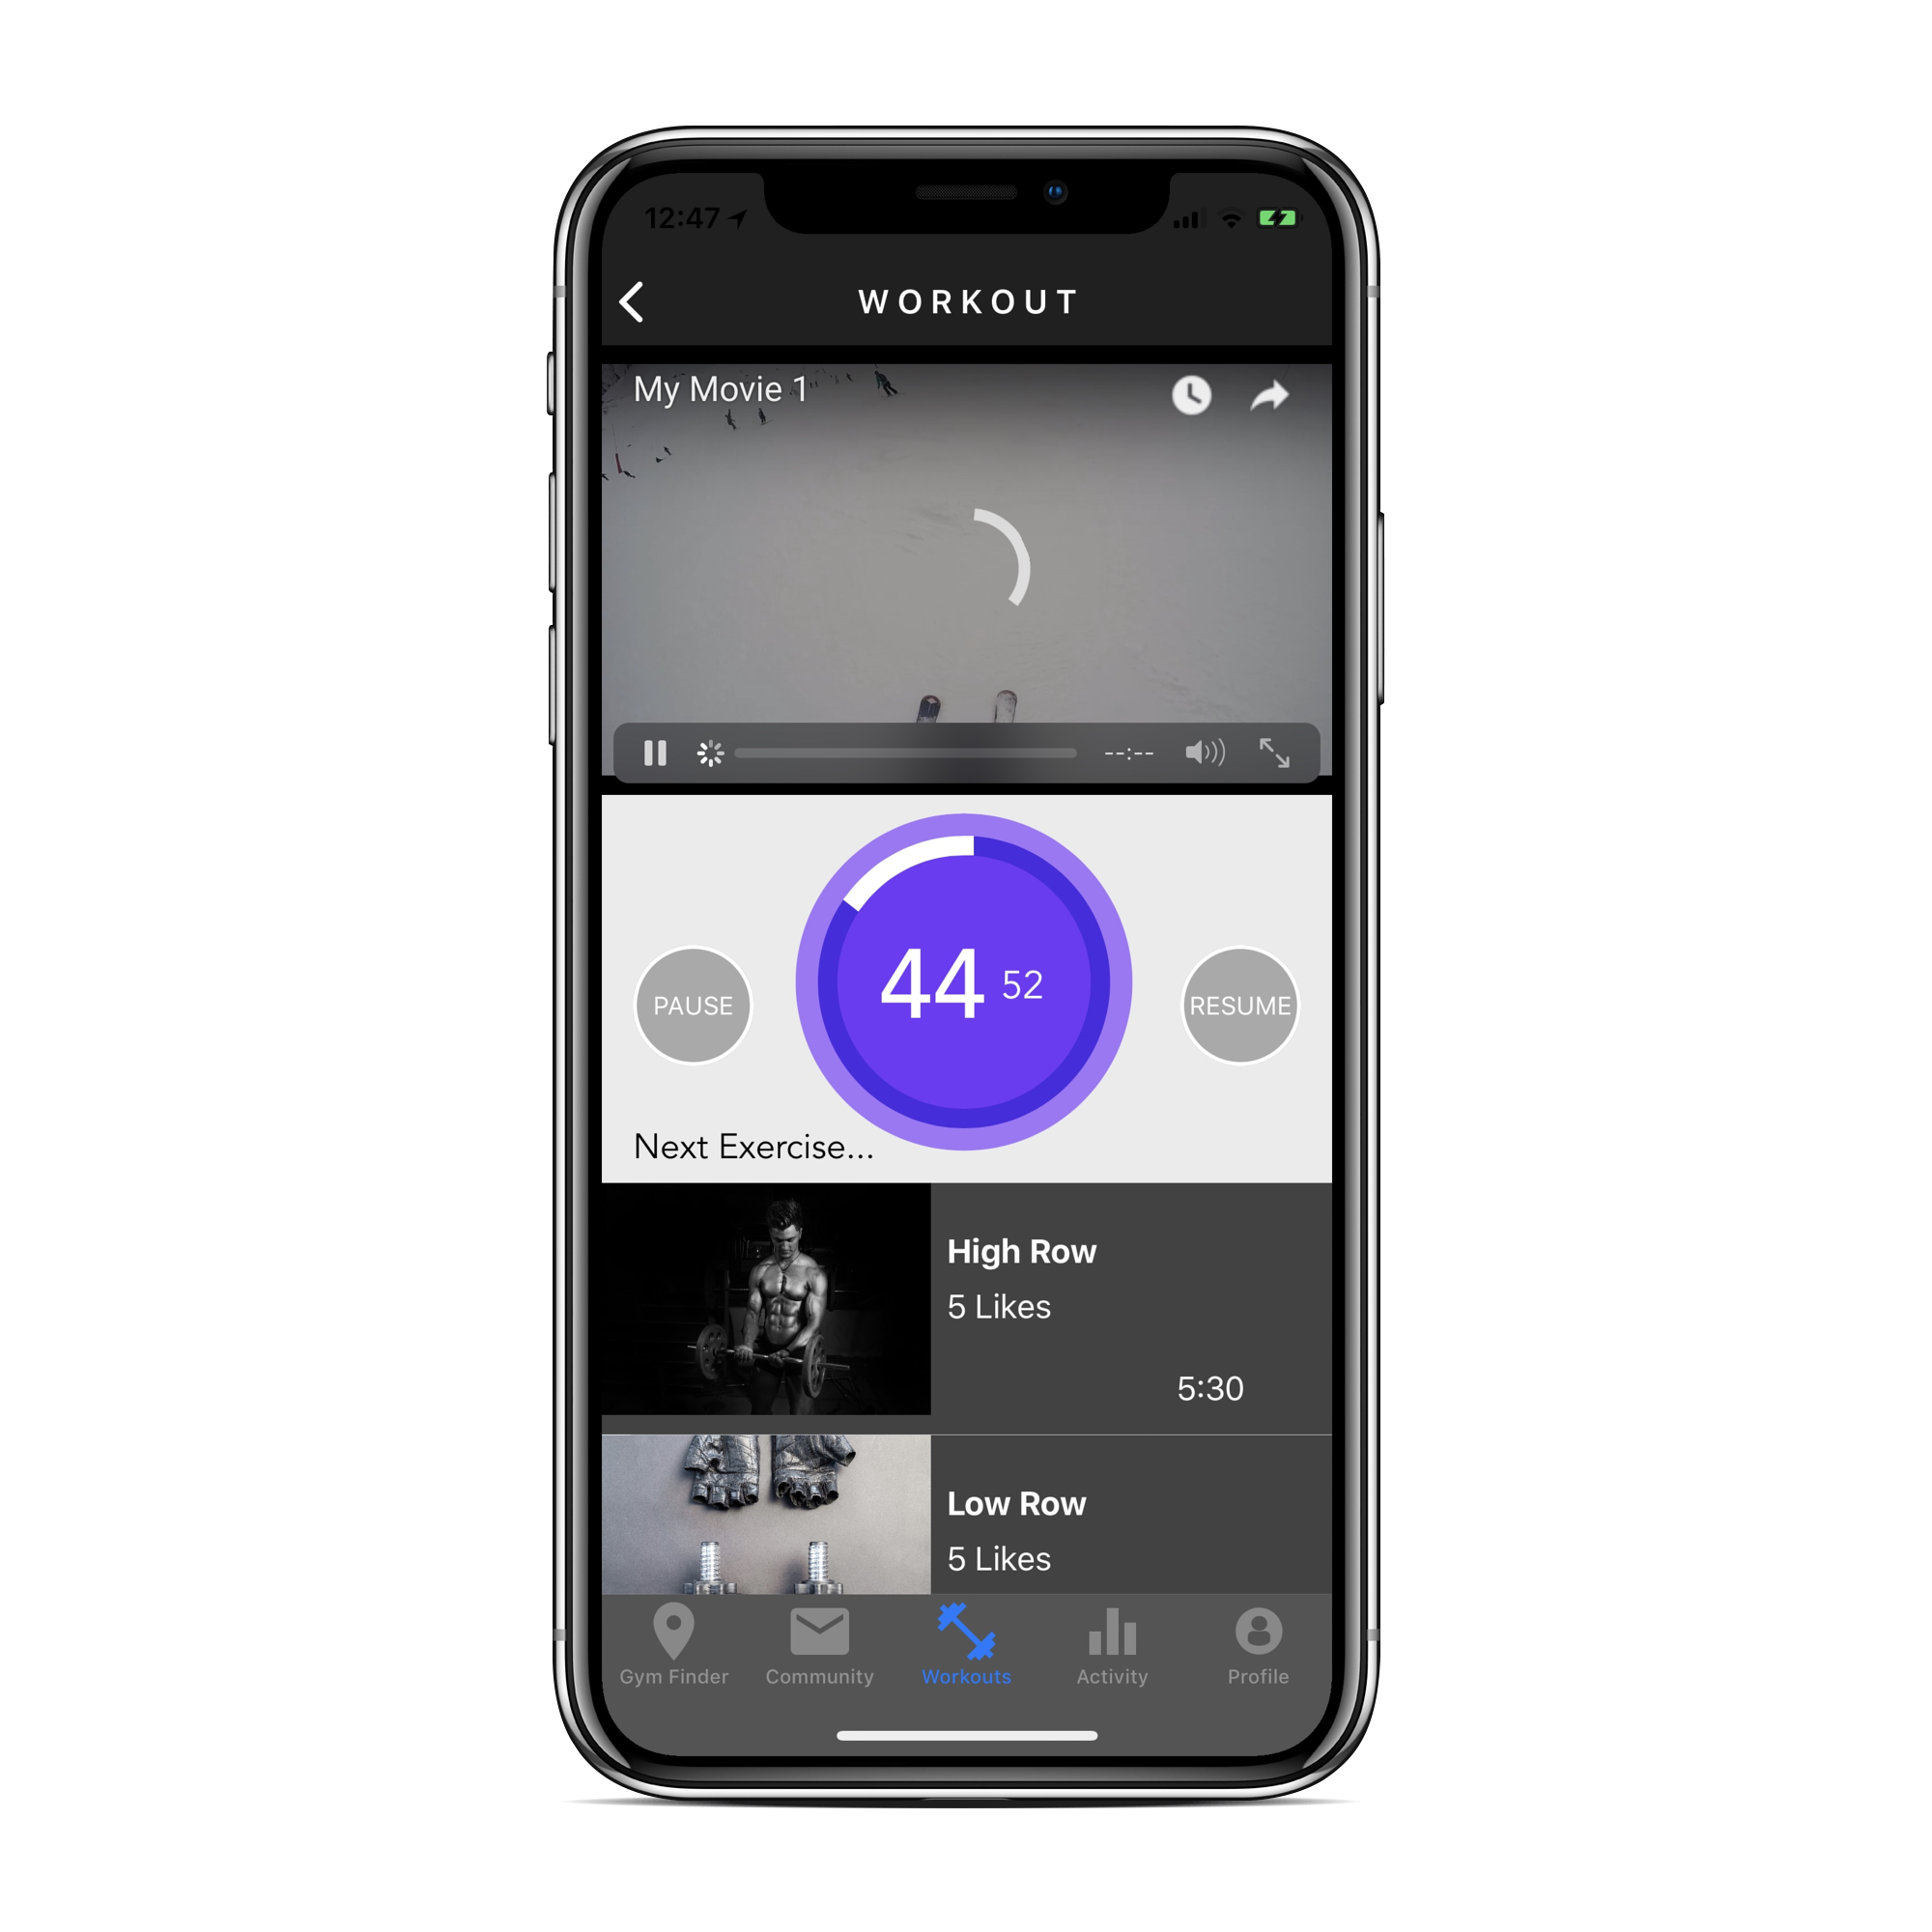 12:47
WORKOUT
My Movie 1
--:--
44 52
PAUSE
RESUME
Next Exercise...
High Row
5 Likes
5:30
Low Row
5 Likes
Gym Finder Community Workouts Activity Profile